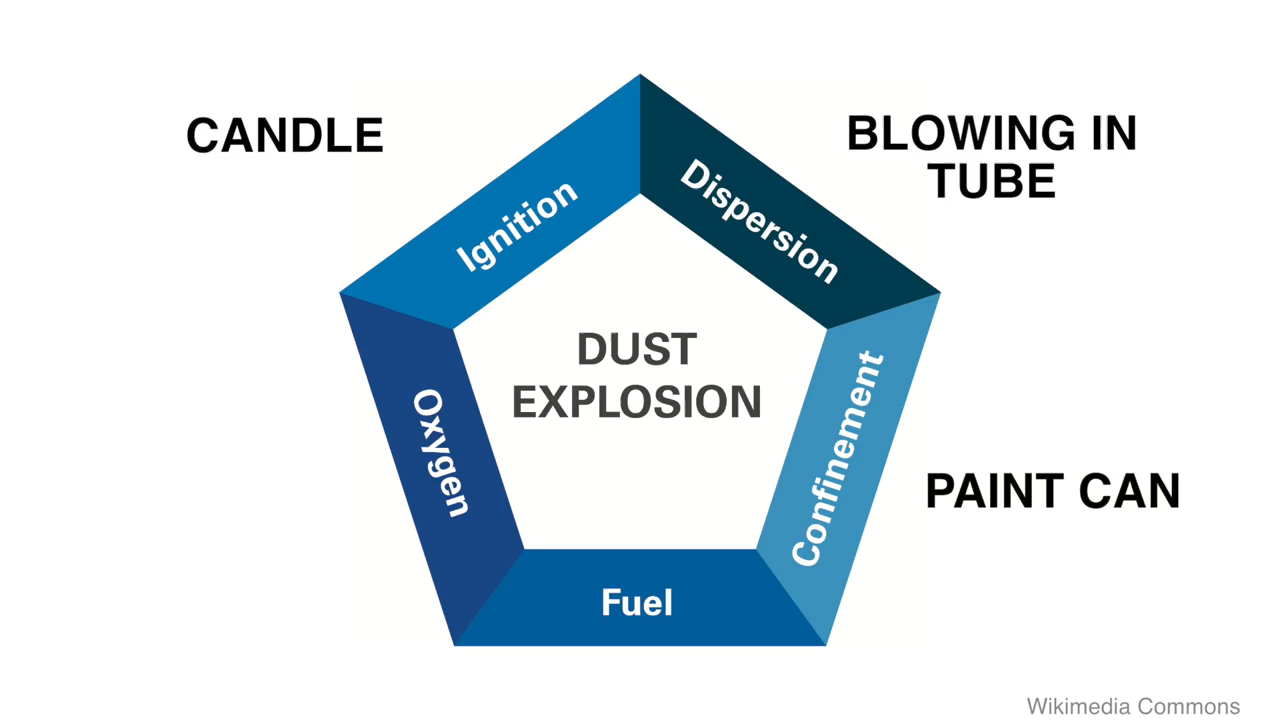 CANDLE
BLOWING IN
TUBE
Ignition
Dispersion
DUST
EXPLOSION
Oxygen
Confinement
PAINT CAN
Fuel
Wikimedia Commons